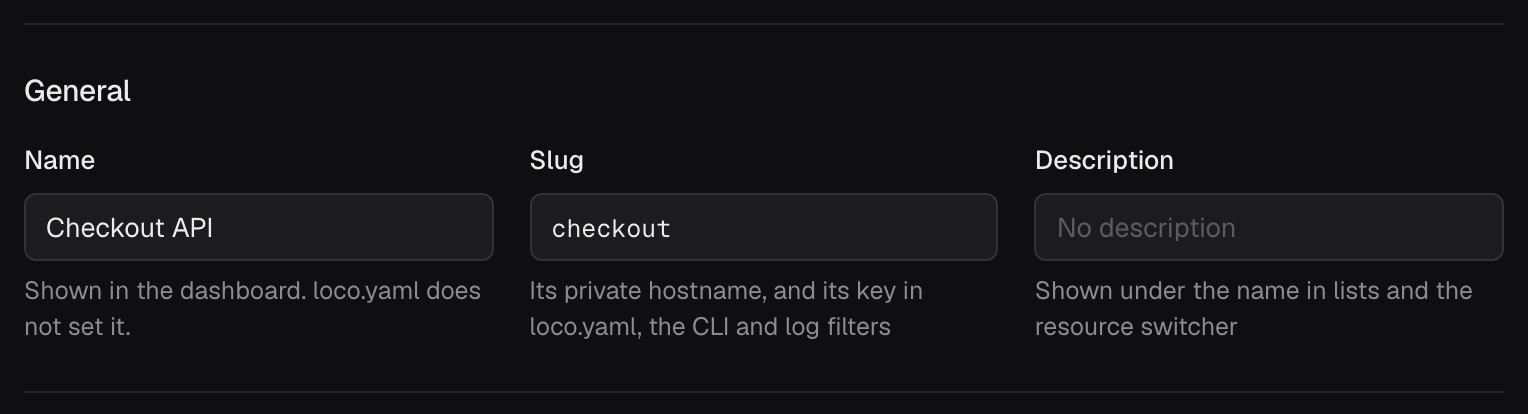 General
Name
Slug
Description
Checkout API
checkout
No description
Shown in the dashboard. loco.yaml does
not set it.
Its private hostname, and its key in
loco.yaml, the CLI and log filters
Shown under the name in lists and the
resource switcher